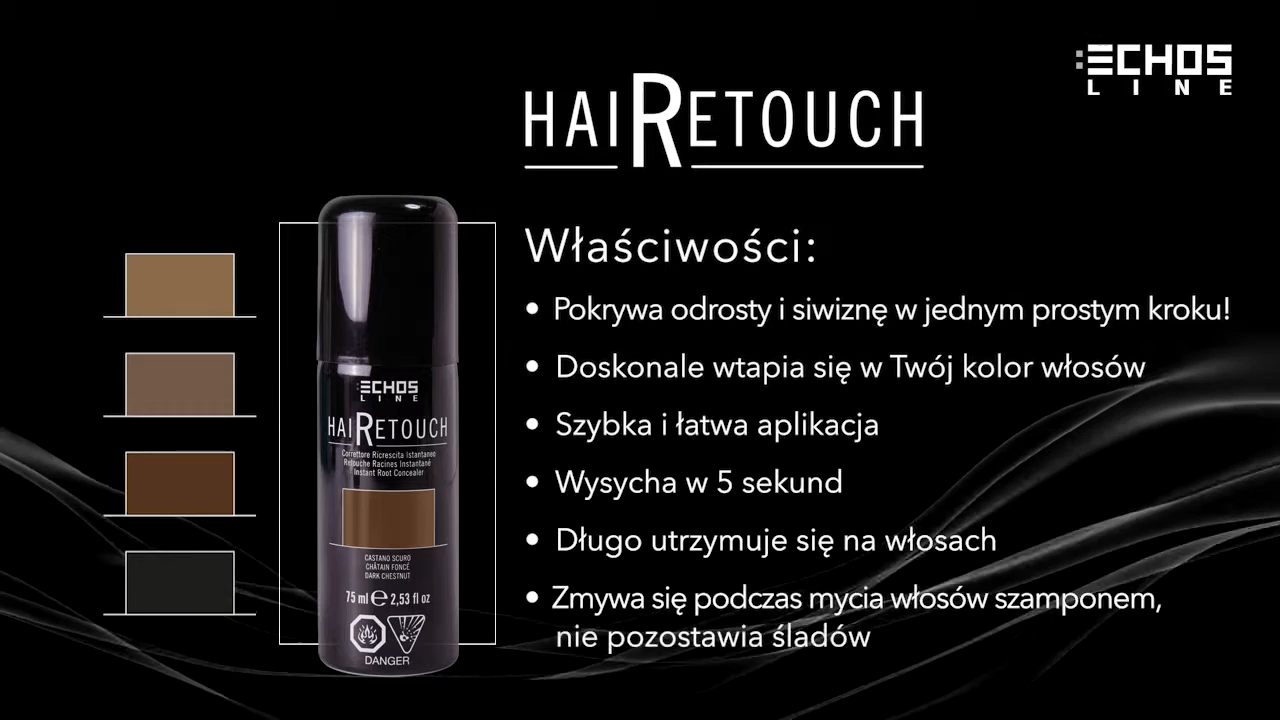 ECHOS
LINE
HAIRETOUCH
Właściwości:
• Pokrywa odrosty i siwiznę w jednym prostym kroku!
• Doskonale wtapia się w Twój kolor włosów
• Szybka i łatwa aplikacja
• Wysycha w 5 sekund
• Długo utrzymuje się na włosach
• Zmywa się podczas mycia włosów szamponem,
nie pozostawia śladów
ECHOS
LINE
HAIRETOUCH
Correttore Ricrescita Istantaneo
Retouche Racines Instantané
Instant Root Concealer
CASTANO SCURO
CHÂTAIN FONCÉ
DARK CHESTNUT
75 ml ℮ 2,53 fl oz
DANGER